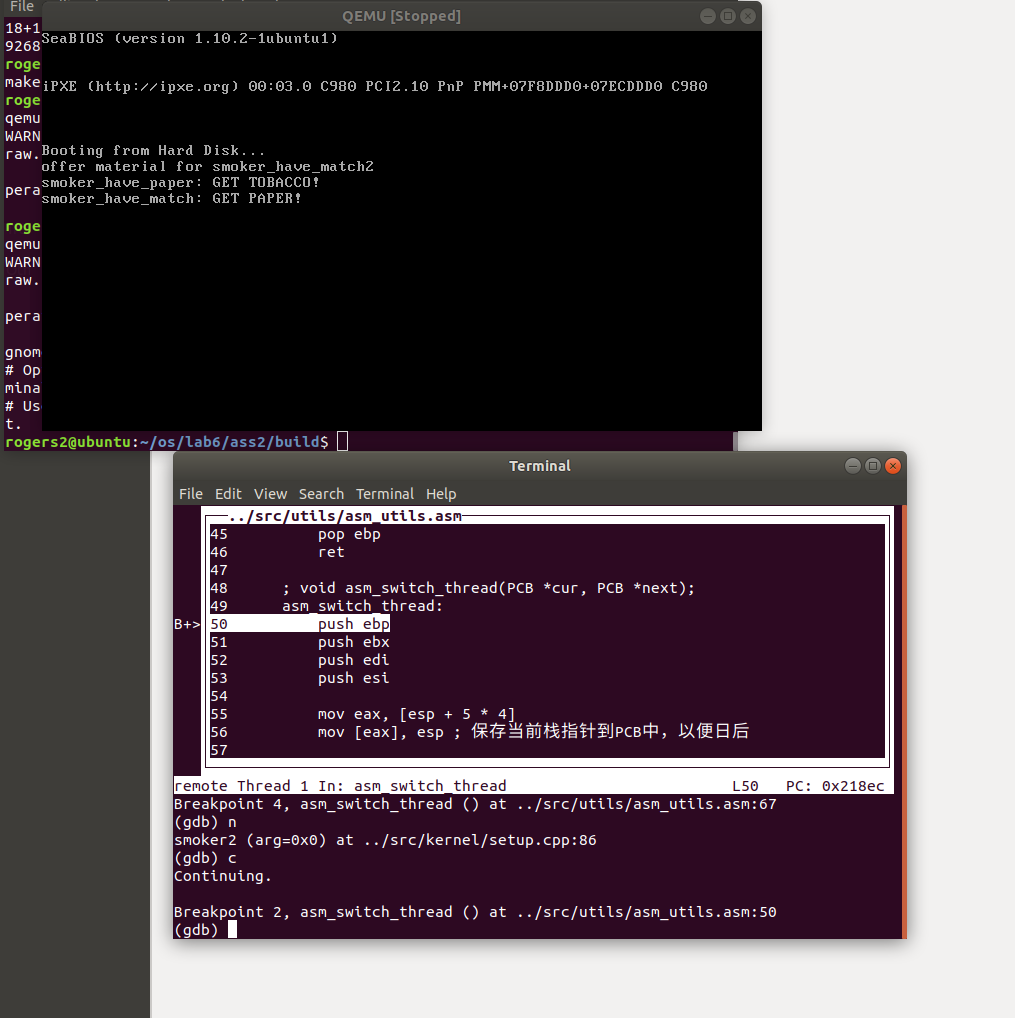 File
QEMU [Stopped]
18+1
SeaBIOS (version 1.10.2-1ubuntu1)
9268
roge
make
iPXE (http://ipxe.org) 00:03.0 C980 PCI2.10 PnP PMM+07F8DDD0+07ECDDD0 C980
roge
qemu
WARN
raw.
Booting from Hard Disk...
offer material for smoker_have_match2
smoker_have_paper: GET TOBACCO!
pera
smoker_have_match: GET PAPER!
roge
qemu
WARN
raw.
pera
gnom
# Op
mina
# Us
t.
rogers2@ubuntu:~/os/lab6/ass2/build$
Terminal
File Edit View Search Terminal Help
../src/utils/asm_utils.asm
45 pop ebp
46 ret
47
48 ; void asm_switch_thread(PCB *cur, PCB *next);
49 asm_switch_thread:
B+> 50 push ebp
51 push ebx
52 push edi
53 push esi
54
55 mov eax, [esp + 5 * 4]
56 mov [eax], esp ; 保存当前栈指针到PCB中，以便日后
57
remote Thread 1 In: asm_switch_thread L50 PC: 0x218ec
Breakpoint 4, asm_switch_thread () at ../src/utils/asm_utils.asm:67
(gdb) n
smoker2 (arg=0x0) at ../src/kernel/setup.cpp:86
(gdb) c
Continuing.
Breakpoint 2, asm_switch_thread () at ../src/utils/asm_utils.asm:50
(gdb)